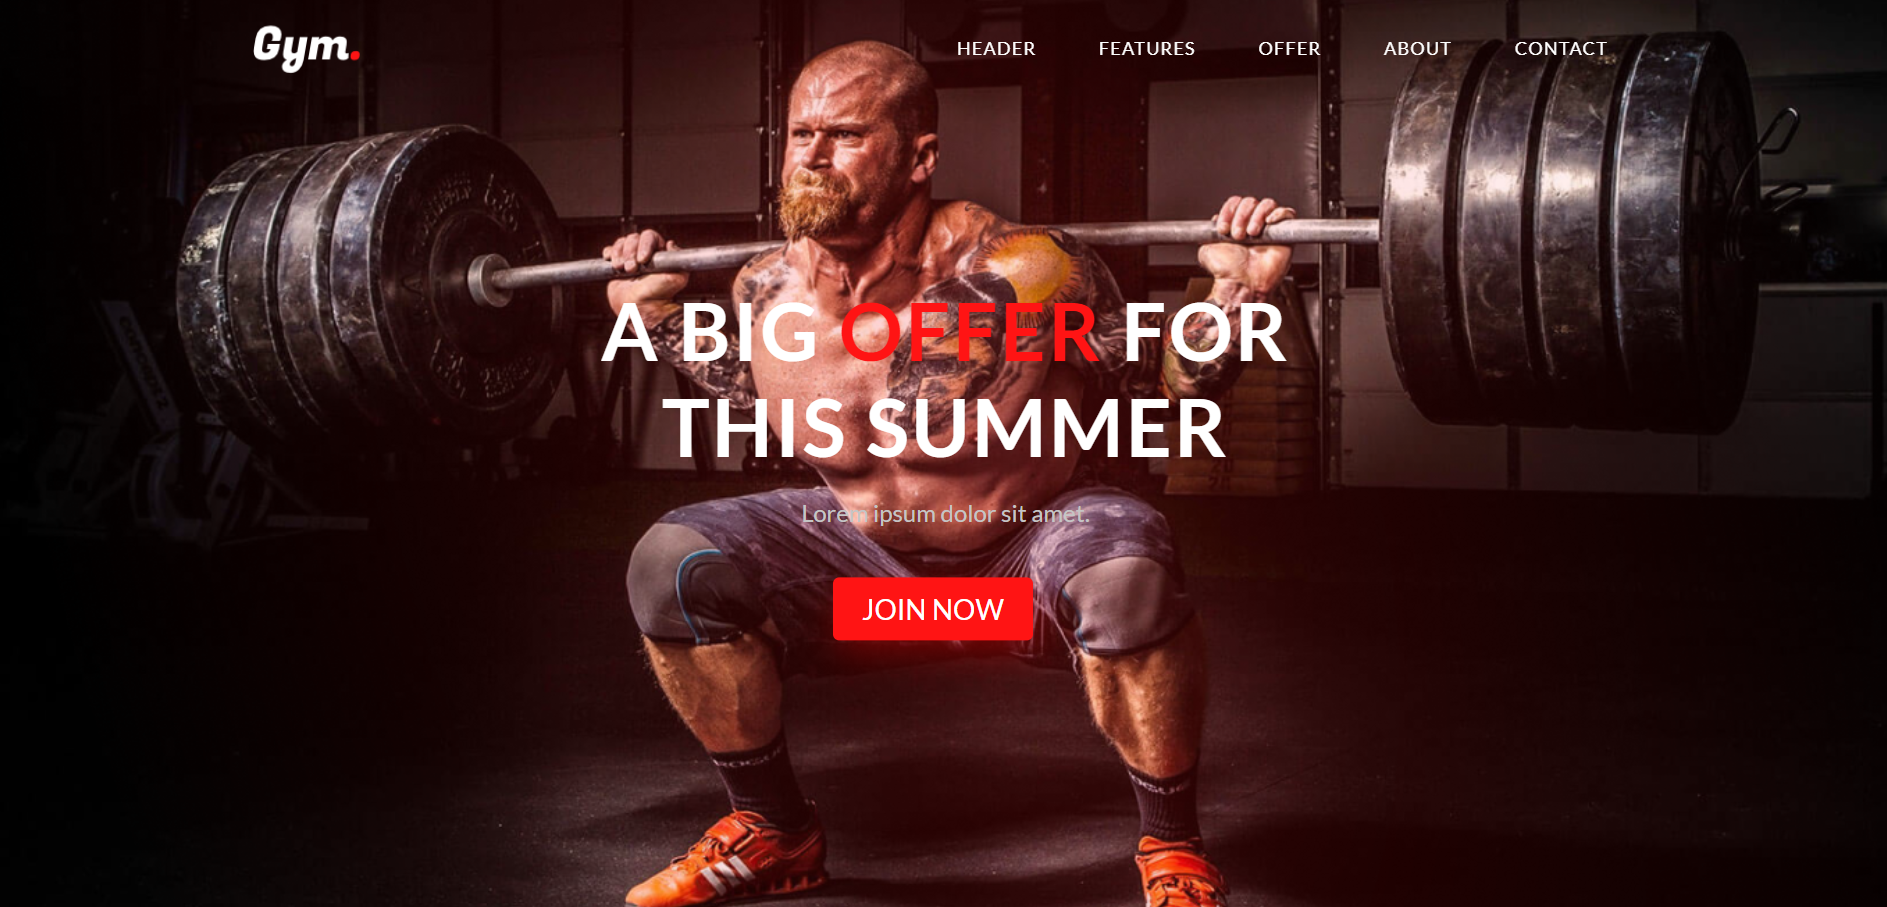 Gym.
HEADER FEATURES OFFER ABOUT CONTACT
A BIG OFFER FOR
THIS SUMMER
Lorem ipsum dolor sit amet.
JOIN NOW